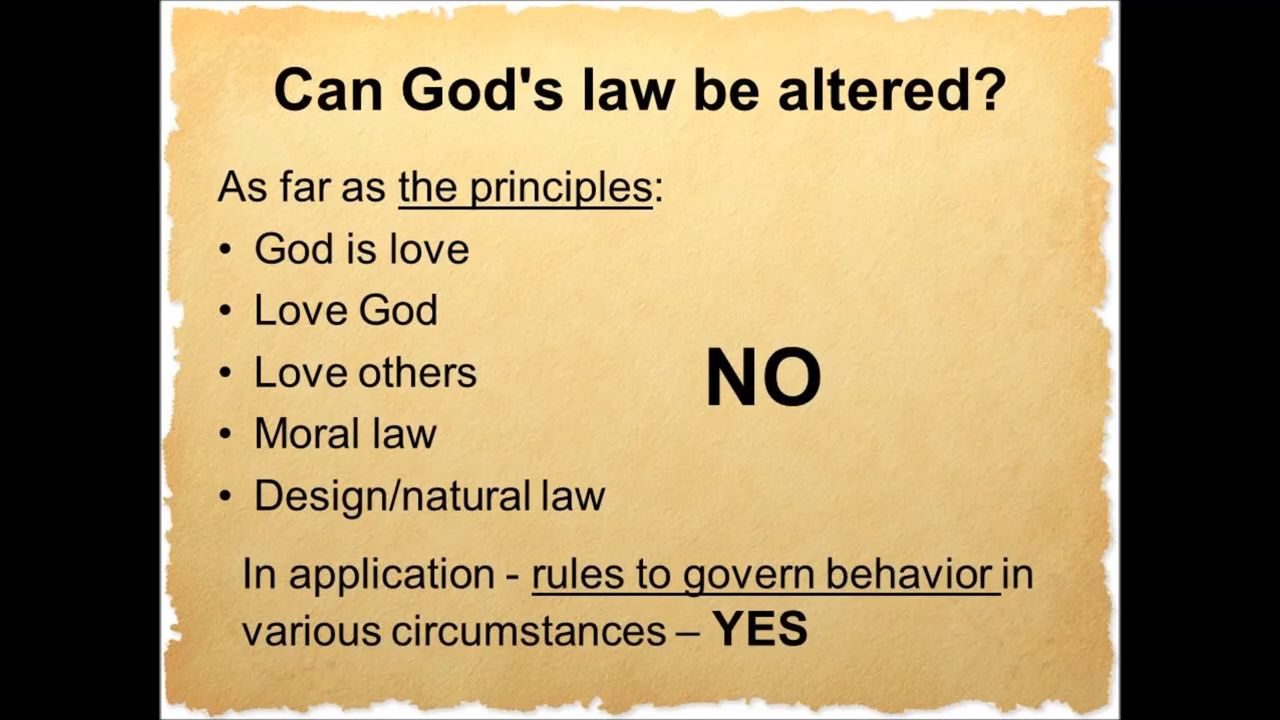 Can God's law be altered?
As far as the principles:
• God is love
• Love God
• Love others
NO
• Moral law
• Design/natural law
In application - rules to govern behavior in
various circumstances – YES